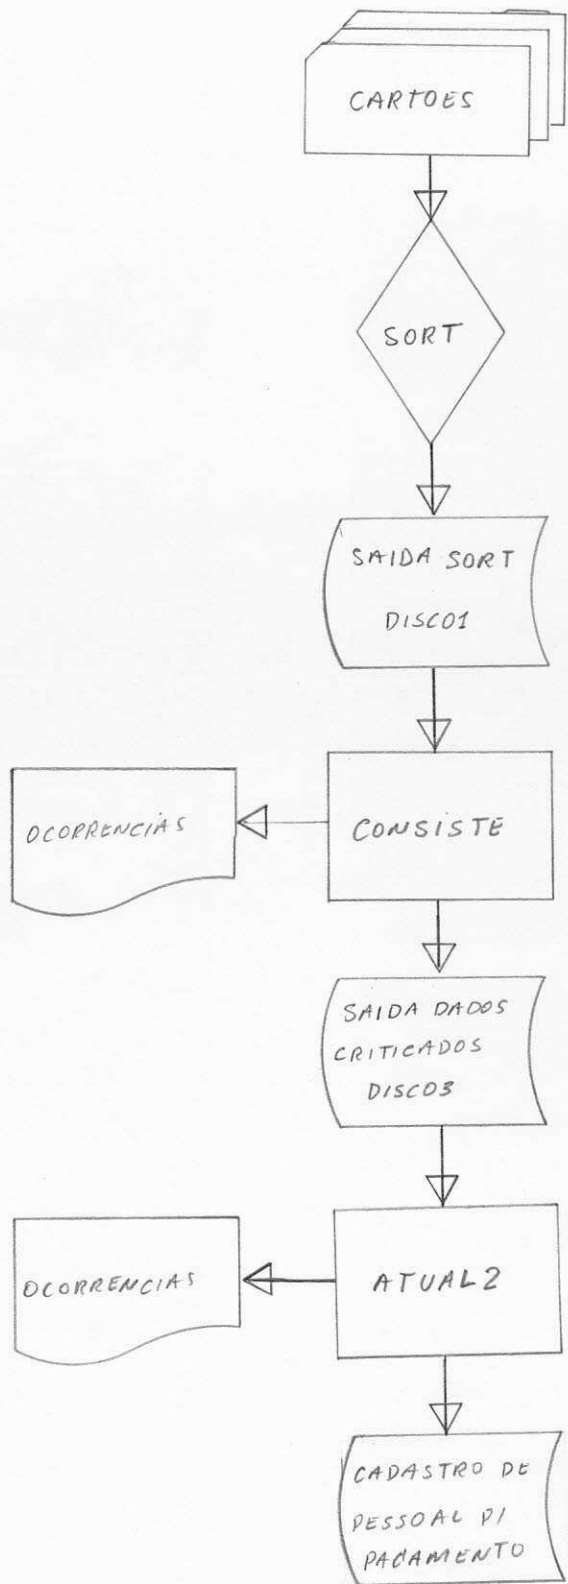 CARTOES
SORT
SAIDA SORT
DISCO1
OCORRENCIAS
CONSISTE
SAIDA DADOS
CRITICADOS
DISCO3
OCORRENCIAS
ATUAL2
CADASTRO DE
PESSOAL P/
PAGAMENTO